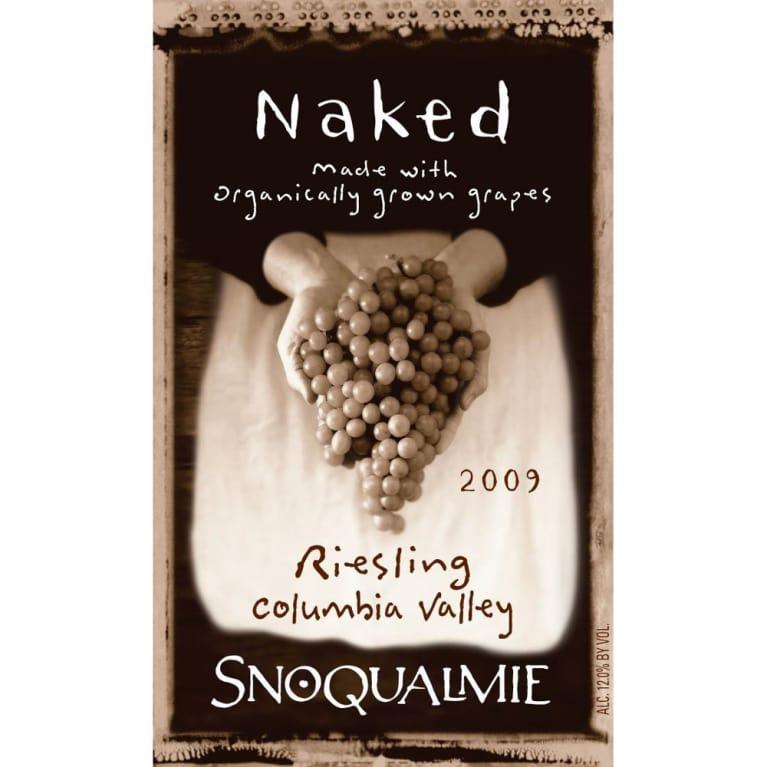 Naked
made with
organically grown grapes
2009
Riesling
Columbia Valley
SNOQUALMIE
ALC. 12.0% BY VOL.